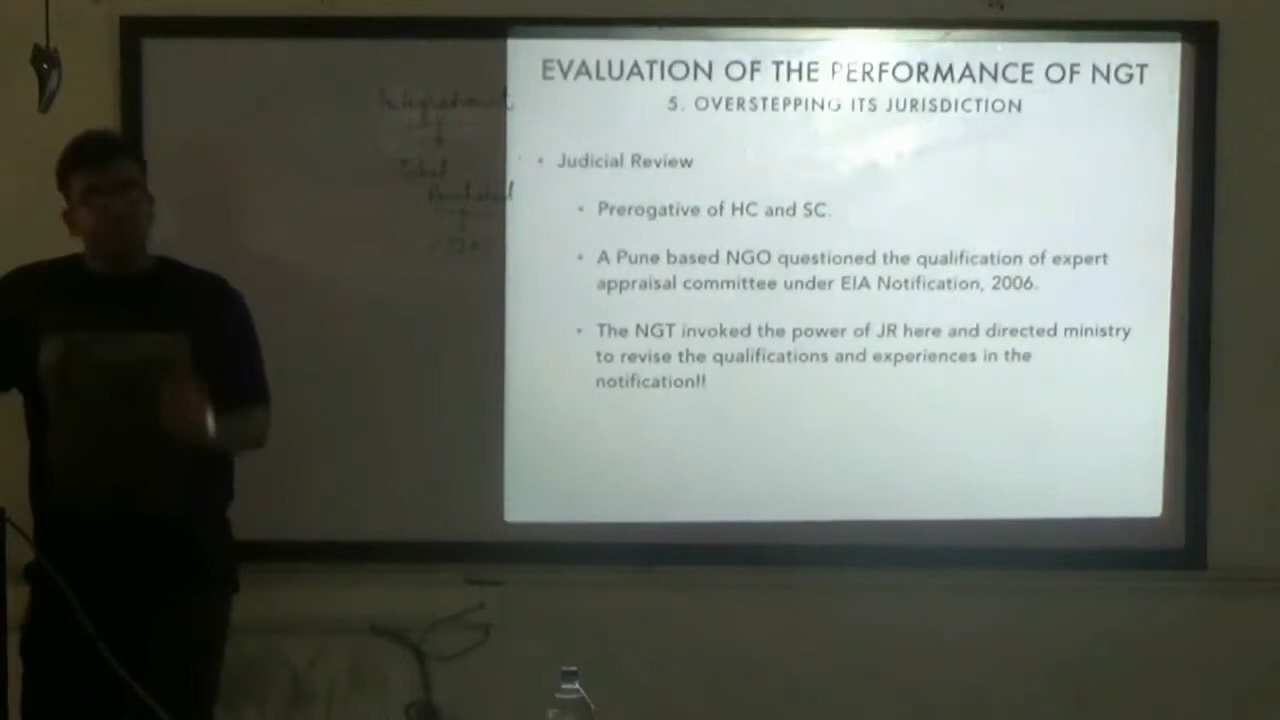 EVALUATION OF THE PERFORMANCE OF NGT
5. OVERSTEPPING ITS JURISDICTION
• Judicial Review
• Prerogative of HC and SC.
• A Pune based NGO questioned the qualification of expert
appraisal committee under EIA Notification, 2006.
• The NGT invoked the power of JR here and directed ministry
to revise the qualifications and experiences in the
notification!!